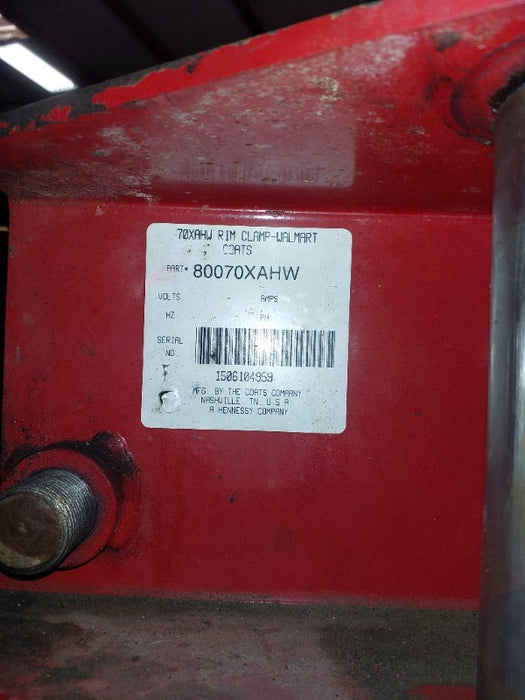 70XAHW RIM CLAMP-WALMART
COATS
PART# 80070XAHW
VOLTS AMPS
HZ PH
SERIAL
NO.
1506104959
MFG BY THE COATS COMPANY
NASHVILLE, TN. U S A
A HENNESSY COMPANY